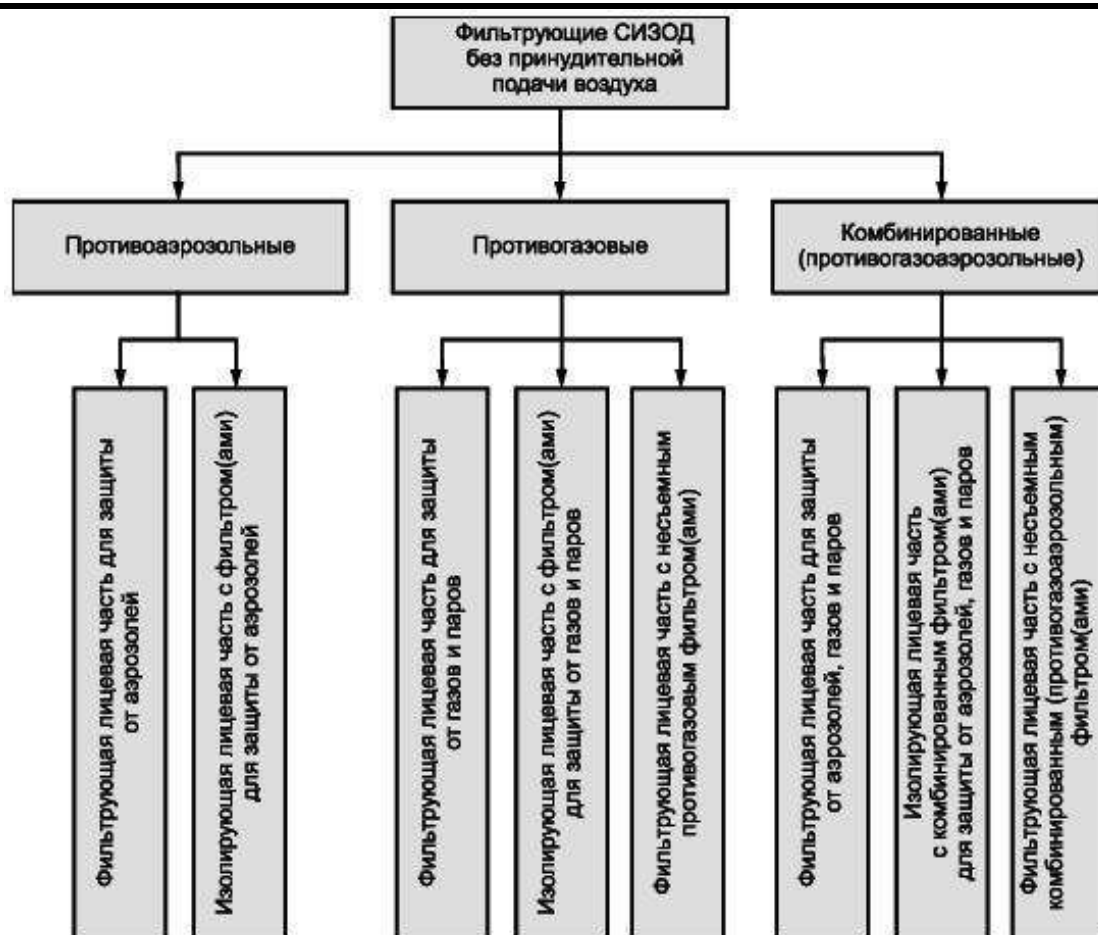 Фильтрующие СИЗОД
без принудительной
подачи воздуха
Противоаэрозольные
Противогазовые
Комбинированные
(противогазоаэрозольные)
Фильтрующая лицевая часть для защиты
от аэрозолей
Изолирующая лицевая часть с фильтром(ами)
для защиты от аэрозолей
Фильтрующая лицевая часть для защиты
от газов и паров
Изолирующая лицевая часть с фильтром(ами)
для защиты от газов и паров
Фильтрующая лицевая часть с несъемным
противогазовым фильтром(ами)
Фильтрующая лицевая часть для защиты
от аэрозолей, газов и паров
Изолирующая лицевая часть
с комбинированным фильтром(ами)
для защиты от аэрозолей, газов и паров
Фильтрующая лицевая часть с несъемным
комбинированным (противогазоаэрозольным)
фильтром(ами)